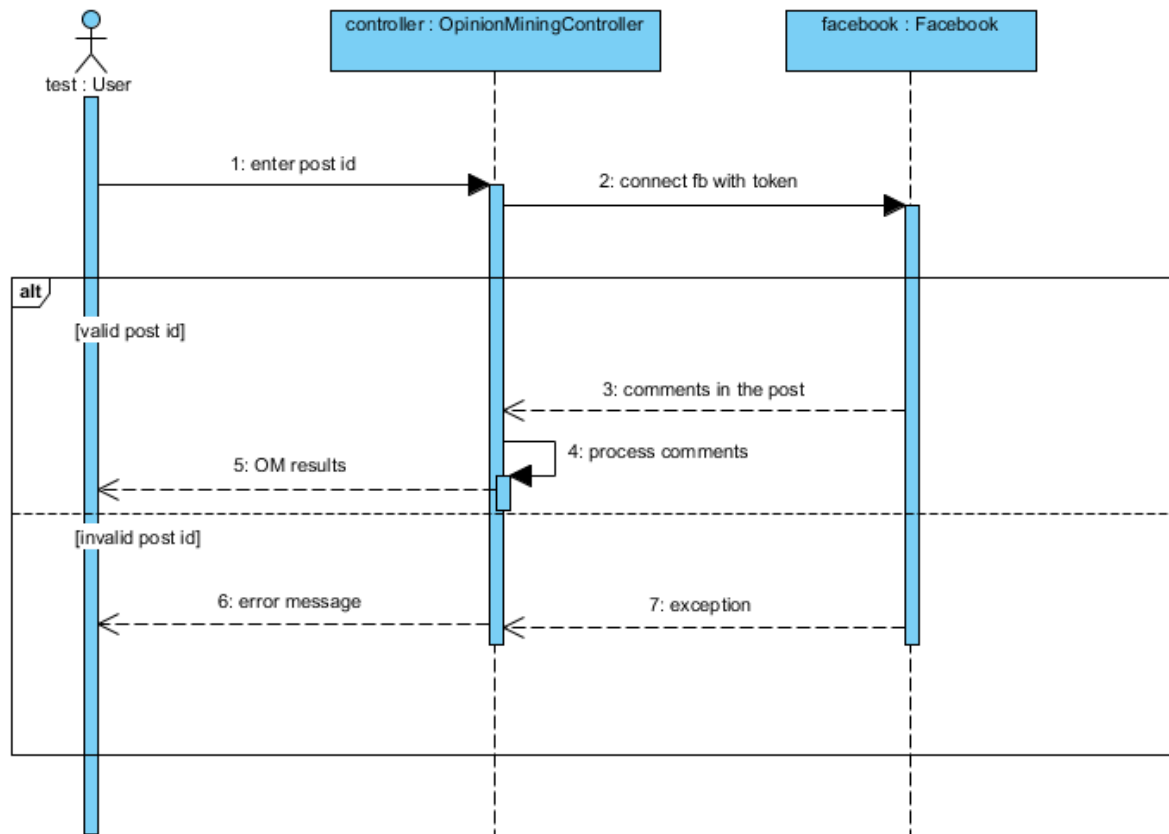 controller : OpinionMiningController
facebook : Facebook
test : User
1: enter post id
2: connect fb with token
alt
[valid post id]
3: comments in the post
4: process comments
5: OM results
[invalid post id]
6: error message
7: exception